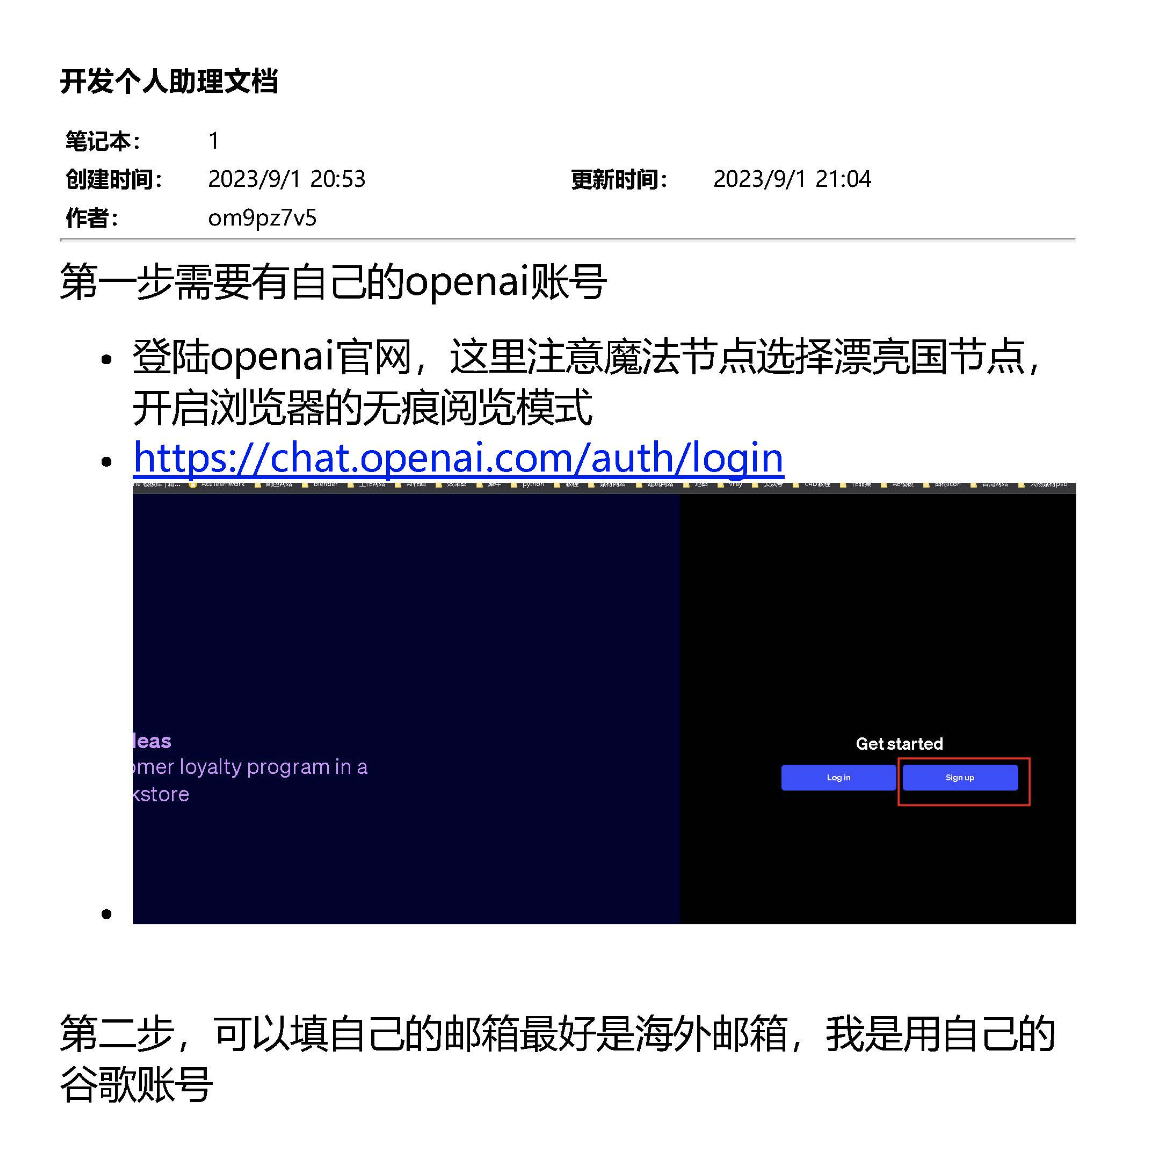 开发个人助理文档
笔记本： 1
创建时间： 2023/9/1 20:53 更新时间： 2023/9/1 21:04
作者： om9pz7v5
第一步需要有自己的openai账号
• 登陆openai官网，这里注意魔法节点选择漂亮国节点，
开启浏览器的无痕阅览模式
• https://chat.openai.com/auth/login
deas
omer loyalty program in a
kstore
Get started
Log in Sign up
第二步，可以填自己的邮箱最好是海外邮箱，我是用自己的
谷歌账号